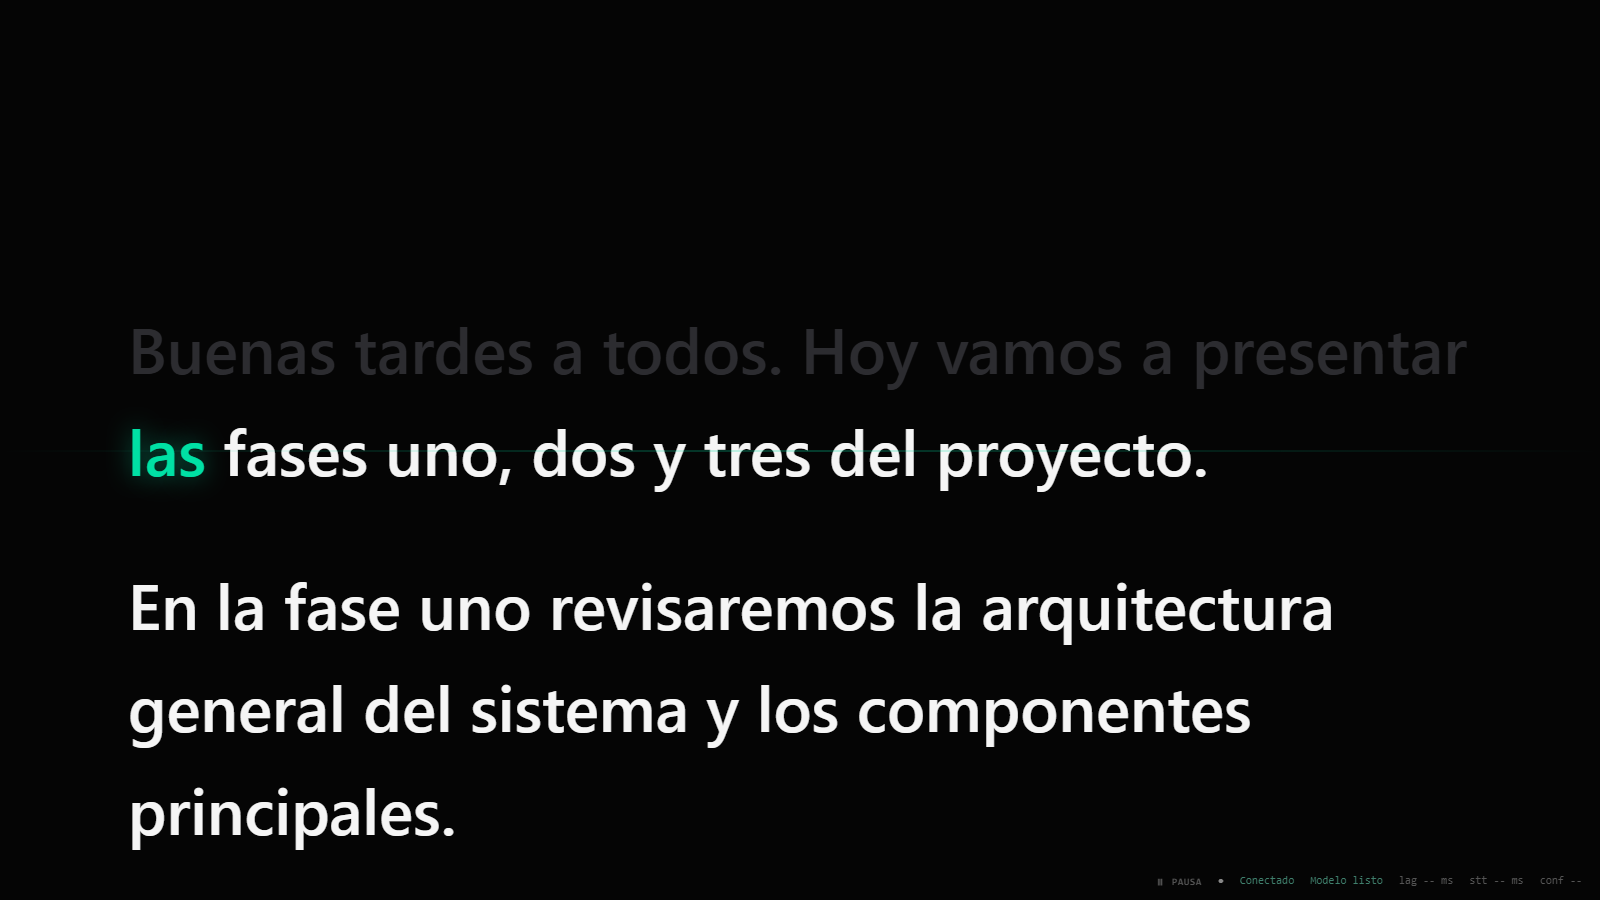 Buenas tardes a todos. Hoy vamos a presentar
las fases uno, dos y tres del proyecto.
En la fase uno revisaremos la arquitectura
general del sistema y los componentes
principales.
⏸ PAUSA ● Conectado Modelo listo lag -- ms stt -- ms conf --